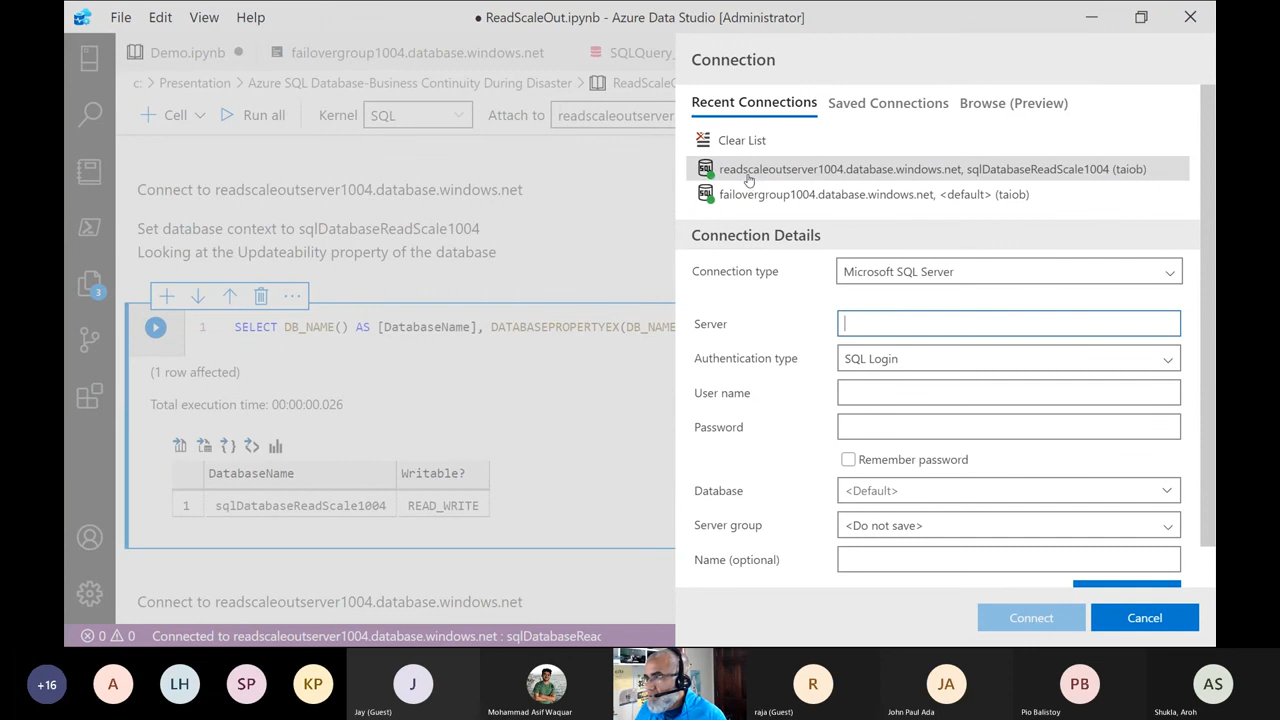 File Edit View Help
● ReadScaleOut.ipynb - Azure Data Studio [Administrator]
Demo.ipynb ●
failovergroup1004.database.windows.net
SQLQuery_
c: > Presentation > Azure SQL Database-Business Continuity During Disaster > ReadScaleO
+ Cell
Run all
Kernel
SQL
Attach to
readscaleoutserver
Connect to readscaleoutserver1004.database.windows.net
Set database context to sqlDatabaseReadScale1004
Looking at the Updateability property of the database
1 SELECT DB_NAME() AS [DatabaseName], DATABASEPROPERTYEX(DB_NAME
(1 row affected)
Total execution time: 00:00:00.026
DatabaseName Writable?
1 sqlDatabaseReadScale1004 READ_WRITE
Connect to readscaleoutserver1004.database.windows.net
3
0 0 Connected to readscaleoutserver1004.database.windows.net : sqlDatabaseReac
Connection
Recent Connections Saved Connections Browse (Preview)
Clear List
SQL readscaleoutserver1004.database.windows.net, sqlDatabaseReadScale1004 (taiob)
SQL failovergroup1004.database.windows.net, <default> (taiob)
Connection Details
Connection type Microsoft SQL Server
Server
Authentication type SQL Login
User name
Password
Remember password
Database <Default>
Server group <Do not save>
Name (optional)
Connect Cancel
+16 A LH SP KP J R JA PB AS
Jay (Guest) Mohammad Asif Waquar raja (Guest) John Paul Ada Pio Balistoy Shukla, Aroh